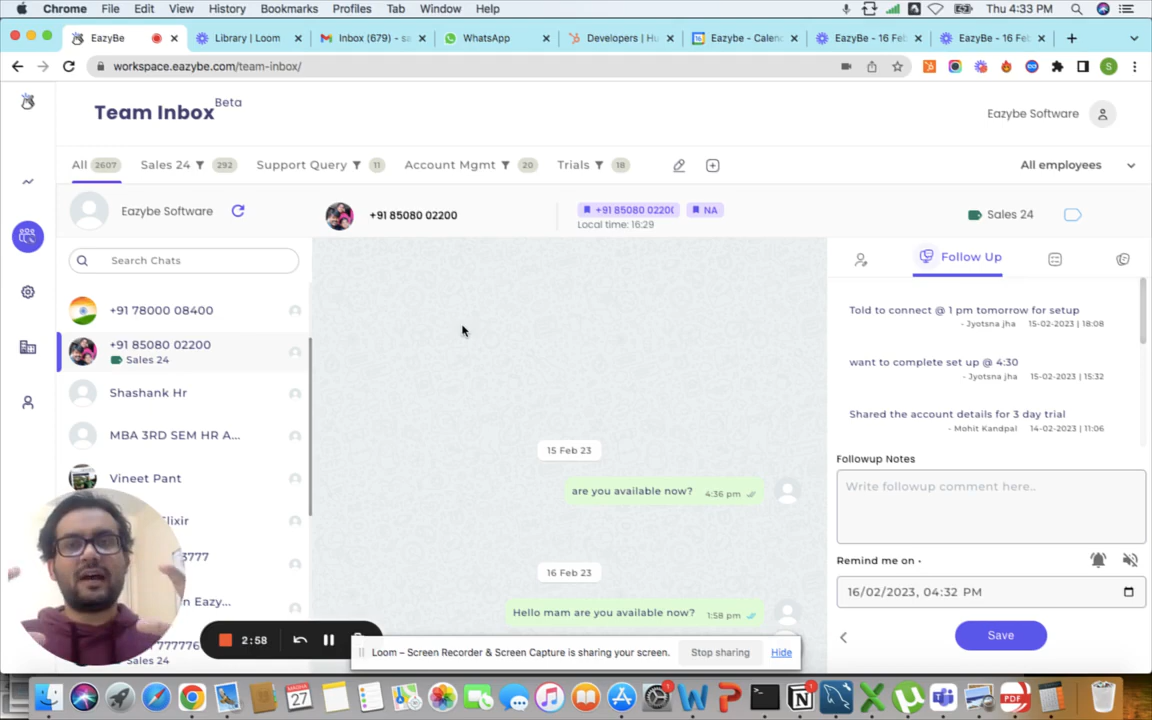 Chrome File Edit View History Bookmarks Profiles Tab Window Help Thu 4:33 PM
EazyBe Library | Loom Inbox (679) - sa WhatsApp Developers | Hu Eazybe - Calen EazyBe - 16 Feb EazyBe - 16 Feb
workspace.eazybe.com/team-inbox/ S
Team Inbox Beta
Eazybe Software
All 2607 Sales 24 292 Support Query 11 Account Mgmt 20 Trials 18 All employees
Eazybe Software
+91 85080 02200
+91 85080 0220( NA
Local time: 16:29
Sales 24
Search Chats
+91 78000 08400
+91 85080 02200
Sales 24
Shashank Hr
MBA 3RD SEM HR A...
Vineet Pant
Elixir
3777
n Eazy...
777776
Sales 24
15 Feb 23
are you available now? 4:36 pm
16 Feb 23
Hello mam are you available now? 1:58 pm
Follow Up
Told to connect @ 1 pm tomorrow for setup
- Jyotsna jha 15-02-2023 | 18:08
want to complete set up @ 4:30
- Jyotsna jha 15-02-2023 | 15:32
Shared the account details for 3 day trial
- Mohit Kandpal 14-02-2023 | 11:06
Followup Notes
Write followup comment here..
Remind me on •
16/02/2023, 04:32 PM
Save
2:58
Loom – Screen Recorder & Screen Capture is sharing your screen. Stop sharing Hide
27